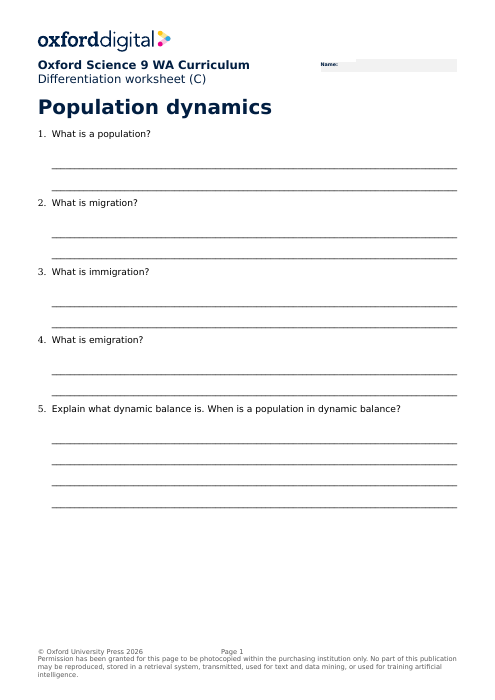 oxforddigital
Oxford Science 9 WA Curriculum
Name:
Differentiation worksheet (C)
Population dynamics
1. What is a population?
2. What is migration?
3. What is immigration?
4. What is emigration?
5. Explain what dynamic balance is. When is a population in dynamic balance?
© Oxford University Press 2026 Page 1
Permission has been granted for this page to be photocopied within the purchasing institution only. No part of this publication
may be reproduced, stored in a retrieval system, transmitted, used for text and data mining, or used for training artificial
intelligence.